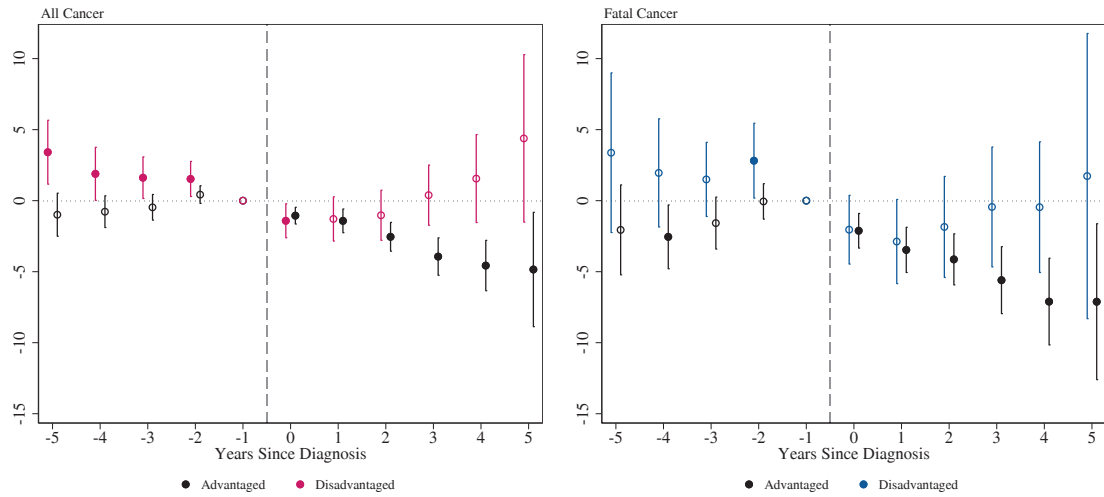 All Cancer
10
5
0
-5
-10
-15
-5 -4 -3 -2 -1 0 1 2 3 4 5
Years Since Diagnosis
Advantaged Disadvantaged
Fatal Cancer
10
5
0
-5
-10
-15
-5 -4 -3 -2 -1 0 1 2 3 4 5
Years Since Diagnosis
Advantaged Disadvantaged